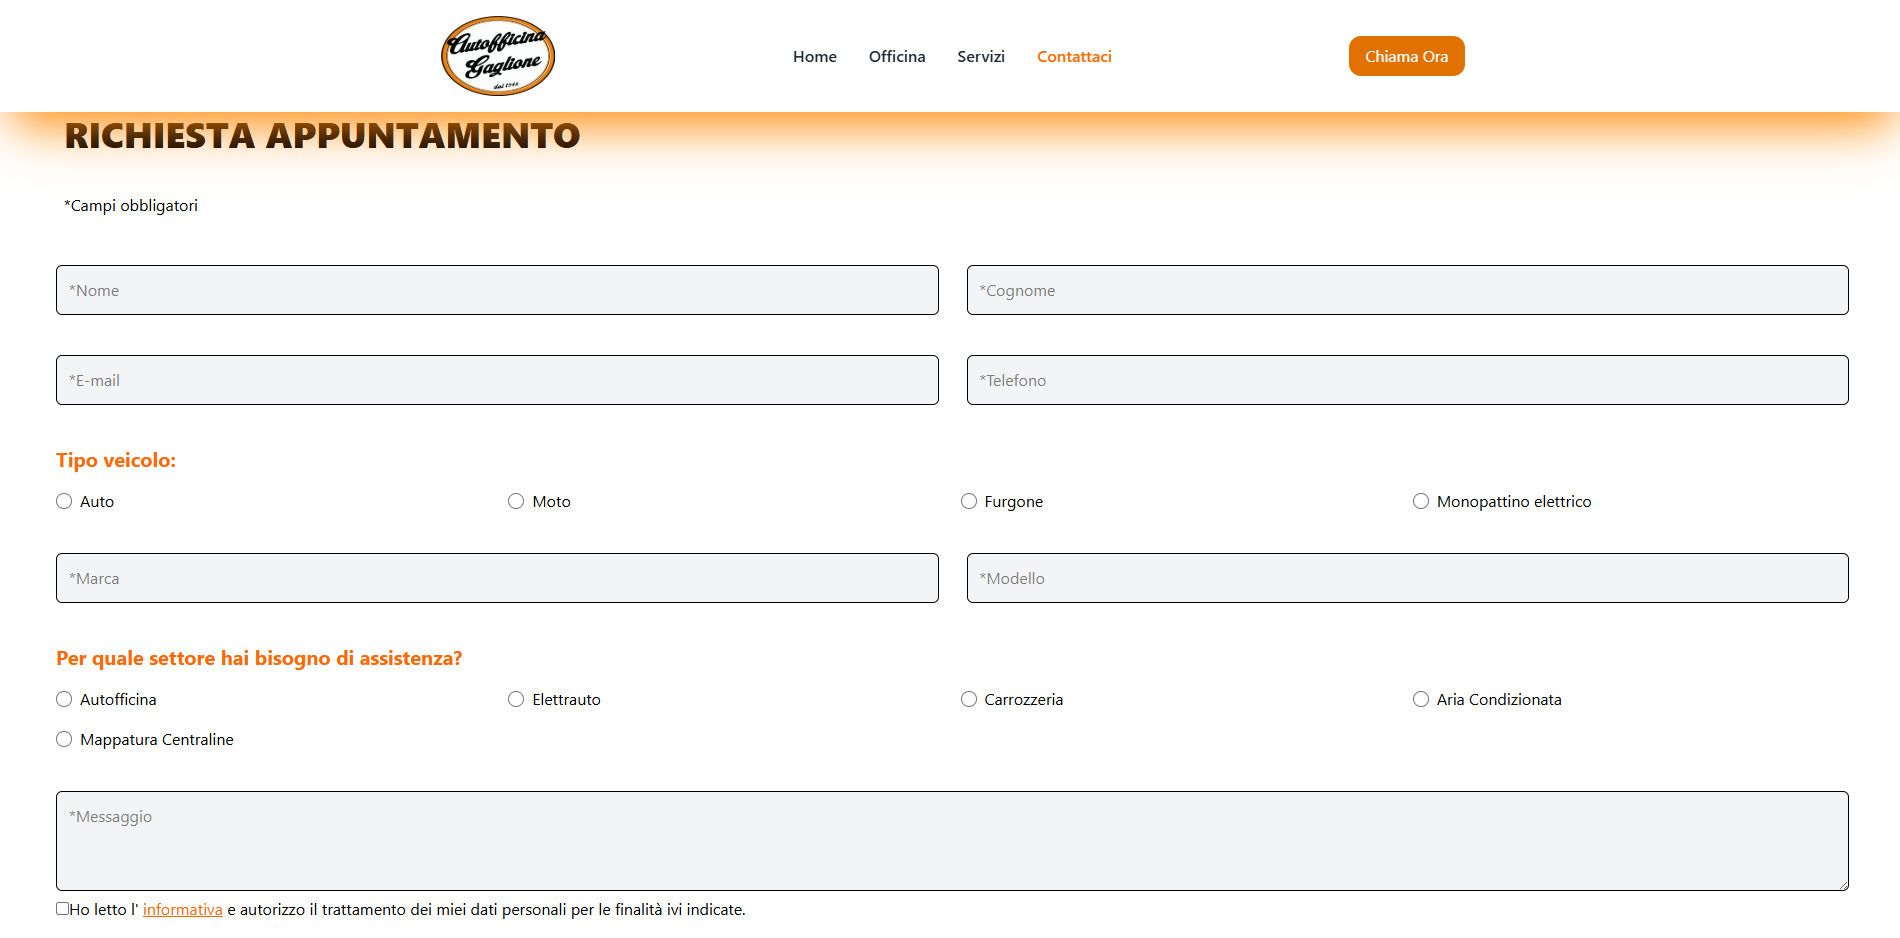 Autofficina
Gaglione
dal 1948
Home Officina Servizi Contattaci
Chiama Ora
RICHIESTA APPUNTAMENTO
*Campi obbligatori
*Nome *Cognome
*E-mail *Telefono
Tipo veicolo:
Auto Moto Furgone Monopattino elettrico
*Marca *Modello
Per quale settore hai bisogno di assistenza?
Autofficina Elettrauto Carrozzeria Aria Condizionata
Mappatura Centraline
*Messaggio
Ho letto l' informativa e autorizzo il trattamento dei miei dati personali per le finalità ivi indicate.